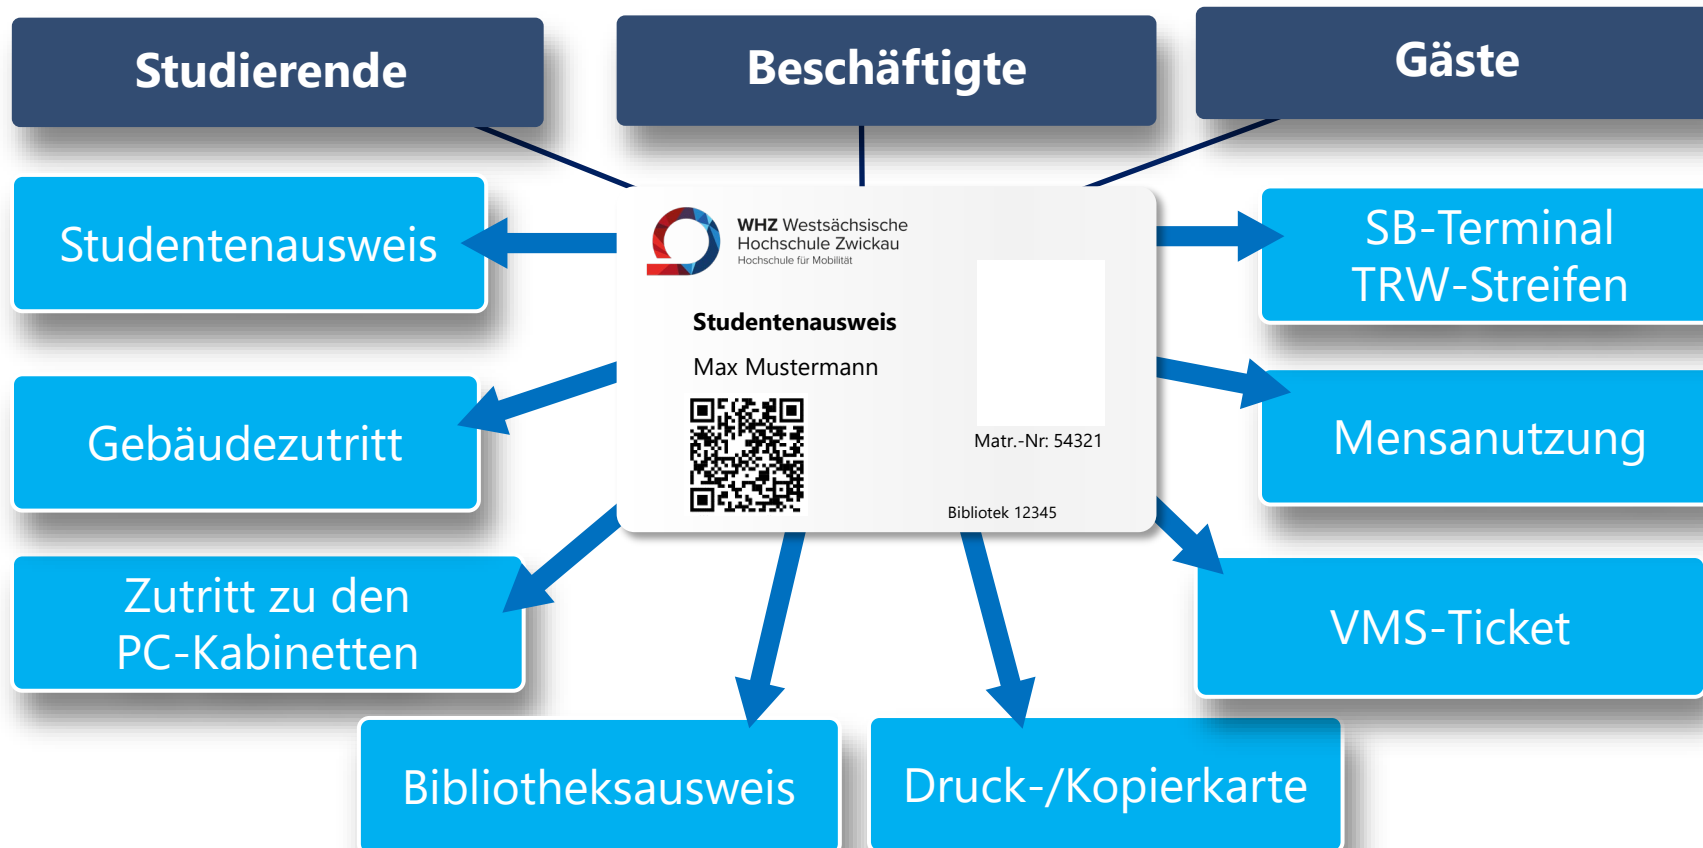 Studierende
Beschäftigte
Gäste
Studentenausweis
Gebäudezutritt
Zutritt zu den
PC-Kabinetten
WHZ Westsächsische
Hochschule Zwickau
Hochschule für Mobilität
Studentenausweis
Max Mustermann
Matr.-Nr: 54321
Bibliotek 12345
SB-Terminal
TRW-Streifen
Mensanutzung
VMS-Ticket
Bibliotheksausweis
Druck-/Kopierkarte